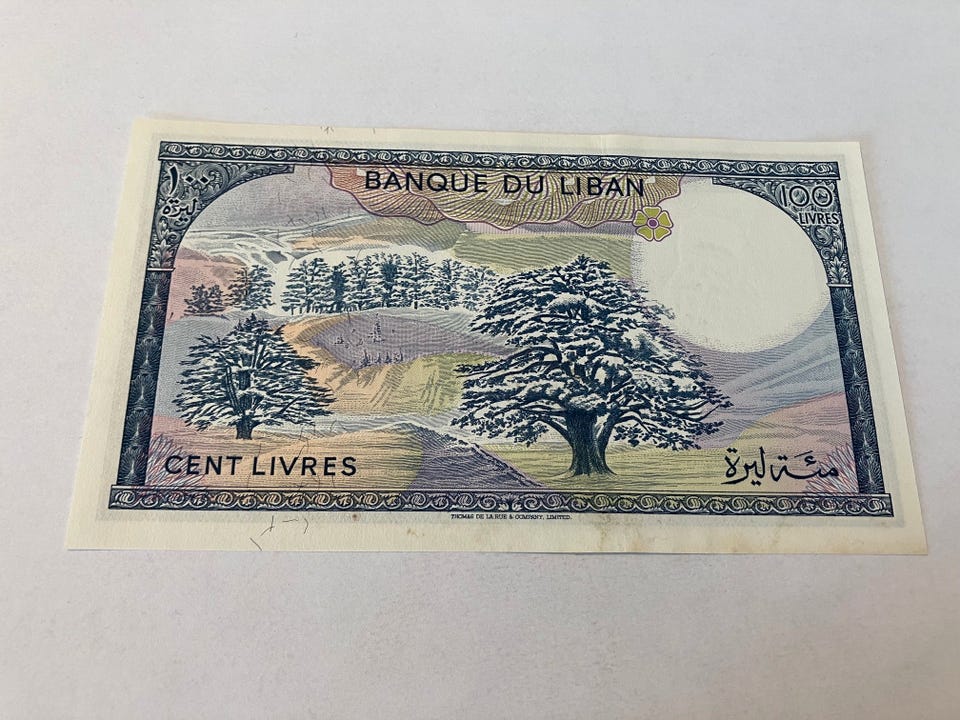 BANQUE DU LIBAN
١٠٠
ليرة
100
LIVRES
CENT LIVRES
مئة ليرة
THOMAS DE LA RUE & COMPANY, LIMITED.